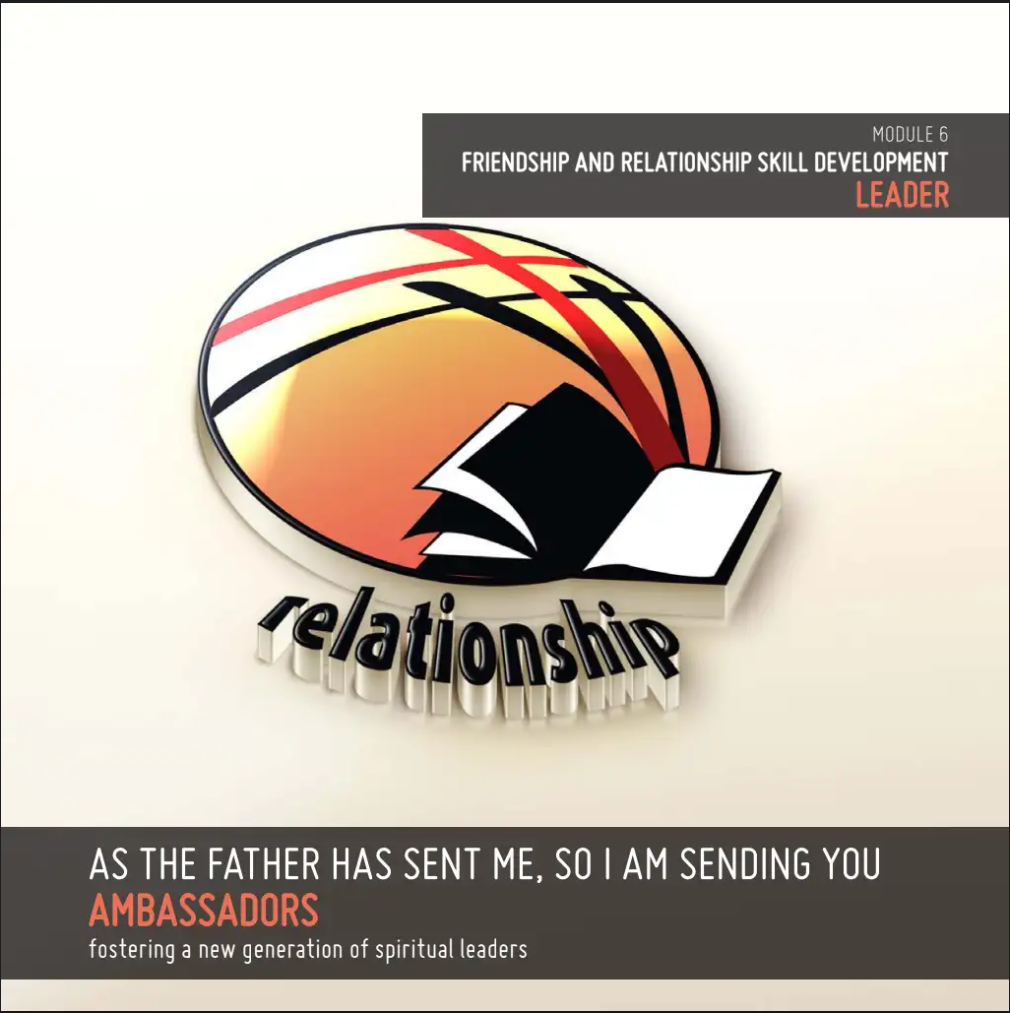 MODULE 6
FRIENDSHIP AND RELATIONSHIP SKILL DEVELOPMENT
LEADER
relationship
AS THE FATHER HAS SENT ME, SO I AM SENDING YOU
AMBASSADORS
fostering a new generation of spiritual leaders